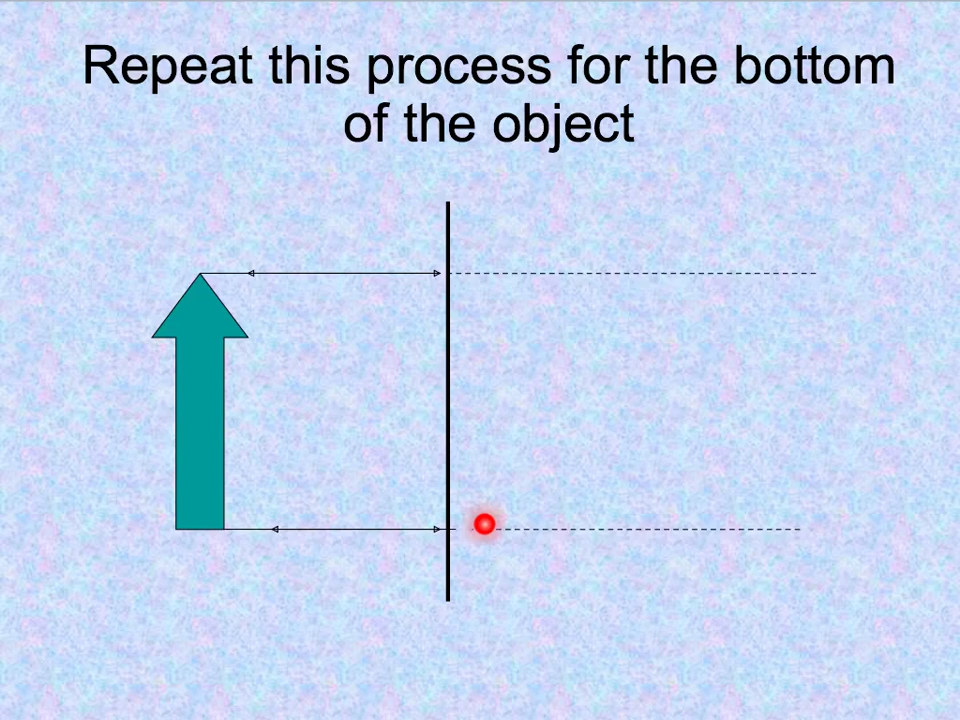 Repeat this process for the bottom
of the object